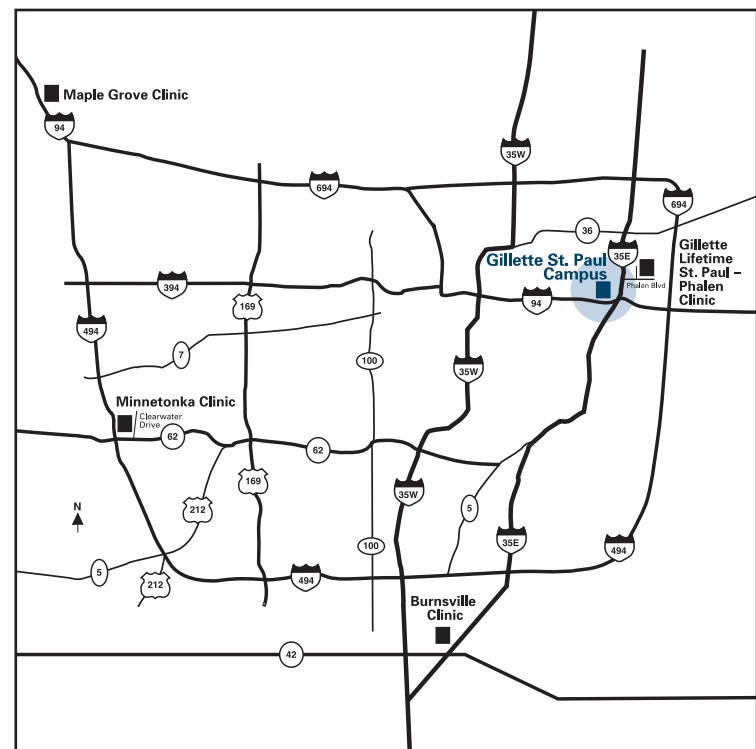 Maple Grove Clinic
94
35W
694
694
36
Gillette St. Paul
Campus
35E
Gillette
Lifetime
St. Paul –
Phalen
Clinic
Phalen Blvd
394
94
169
494
7
100
35W
Minnetonka Clinic
Clearwater
Drive
62
62
169
35W
212
5
N
100
35E
494
5
212
494
Burnsville
Clinic
42